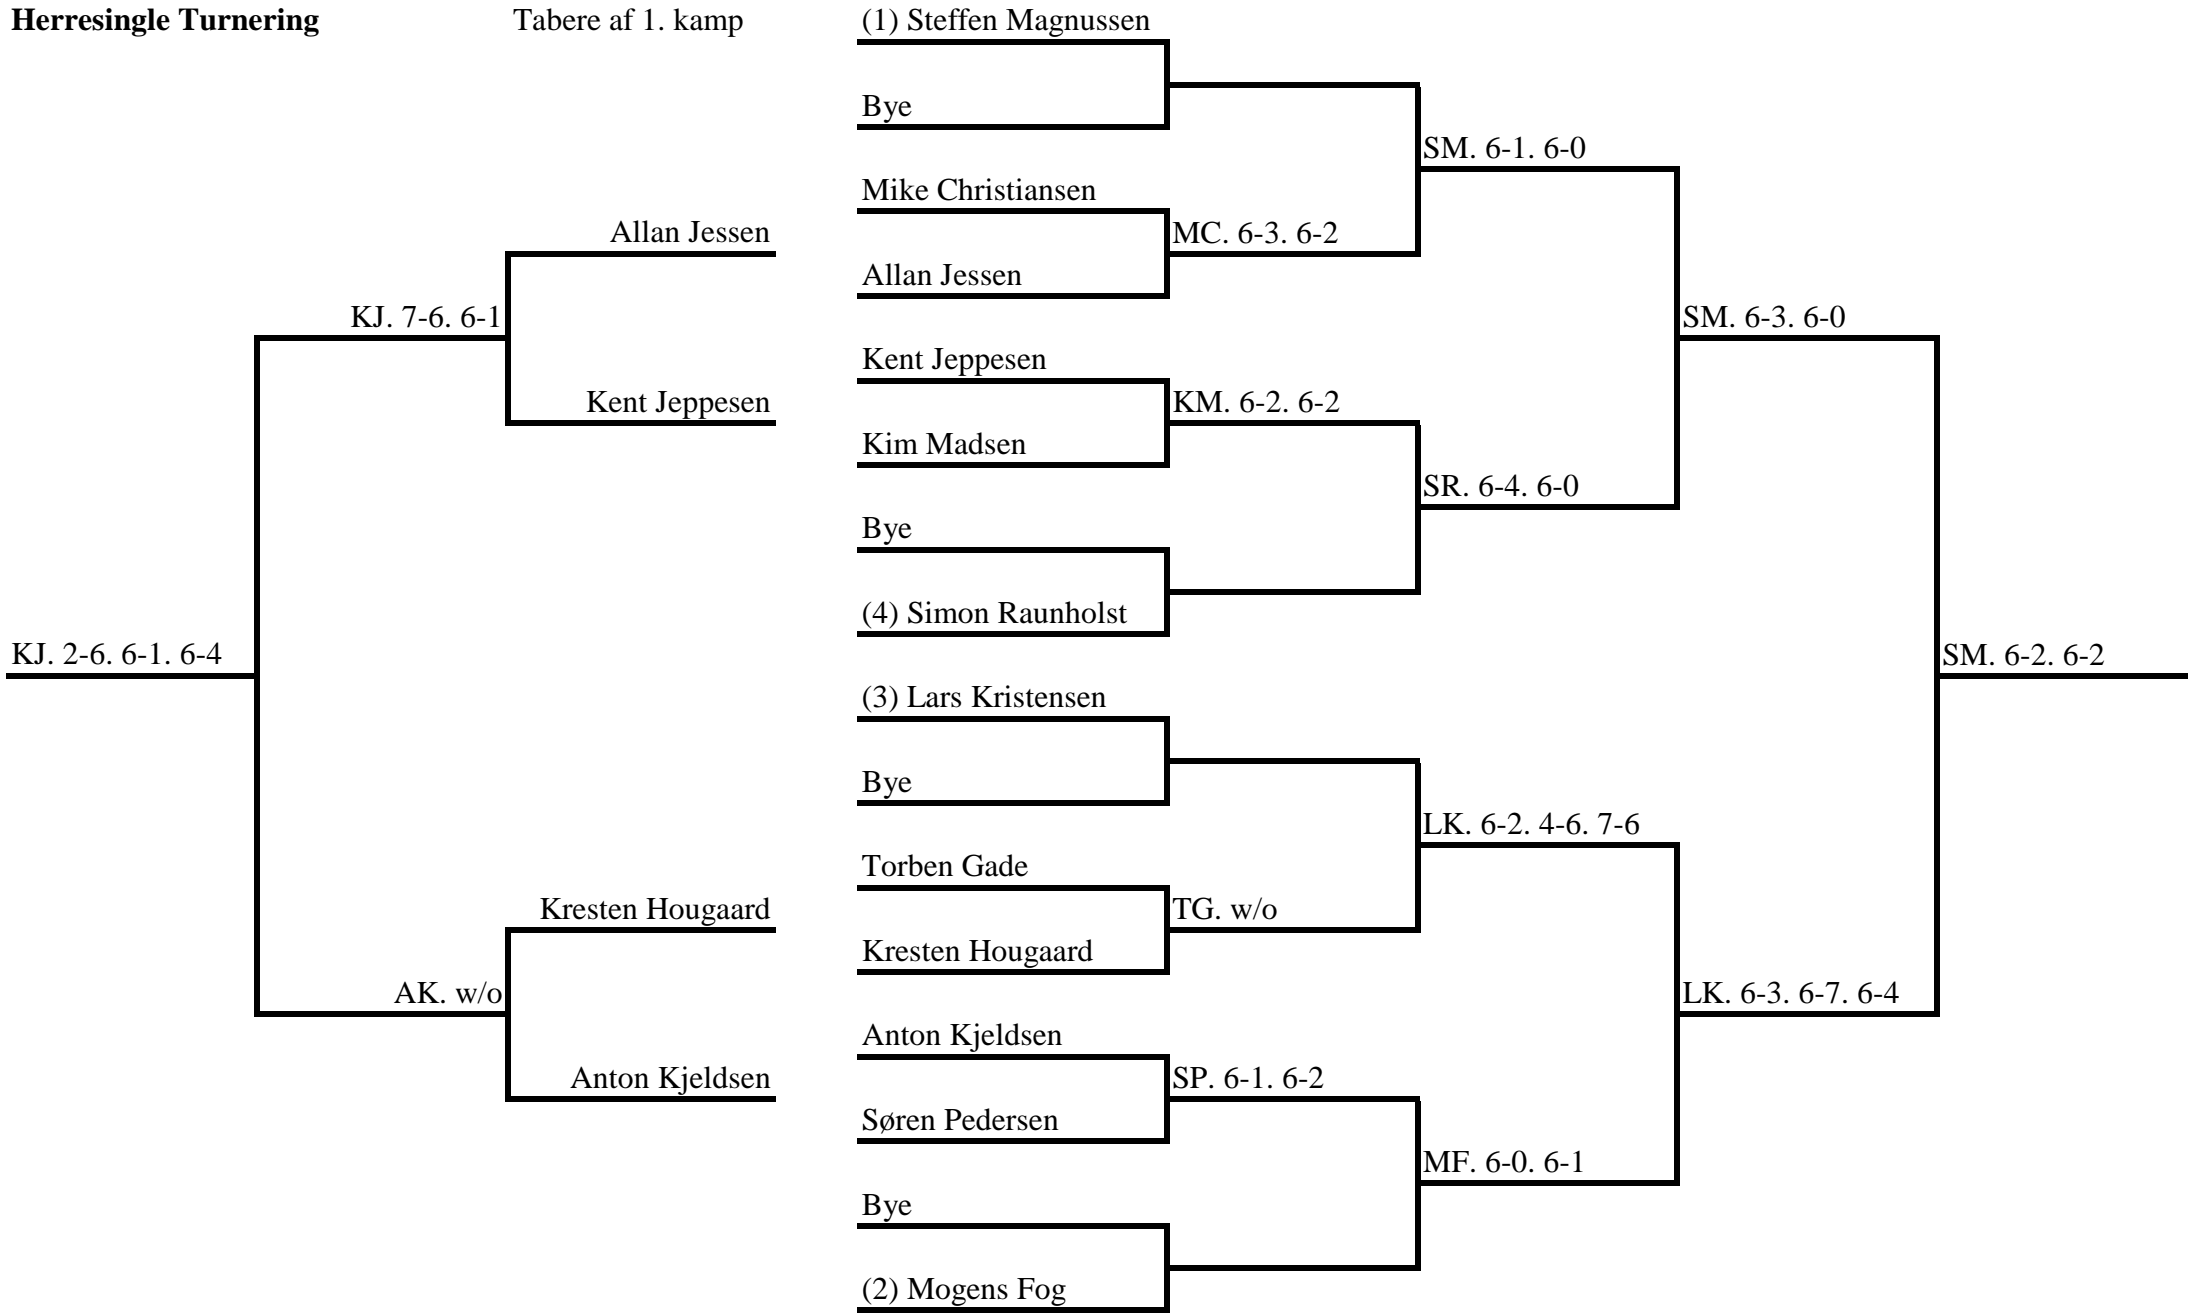 Herresingle Turnering
Tabere af 1. kamp
(1) Steffen Magnussen
Bye
SM. 6-1. 6-0
Mike Christiansen
Allan Jessen
MC. 6-3. 6-2
Allan Jessen
KJ. 7-6. 6-1
SM. 6-3. 6-0
Kent Jeppesen
Kent Jeppesen
KM. 6-2. 6-2
Kim Madsen
SR. 6-4. 6-0
Bye
(4) Simon Raunholst
KJ. 2-6. 6-1. 6-4
SM. 6-2. 6-2
(3) Lars Kristensen
Bye
LK. 6-2. 4-6. 7-6
Torben Gade
Kresten Hougaard
TG. w/o
Kresten Hougaard
AK. w/o
LK. 6-3. 6-7. 6-4
Anton Kjeldsen
Anton Kjeldsen
SP. 6-1. 6-2
Søren Pedersen
MF. 6-0. 6-1
Bye
(2) Mogens Fog